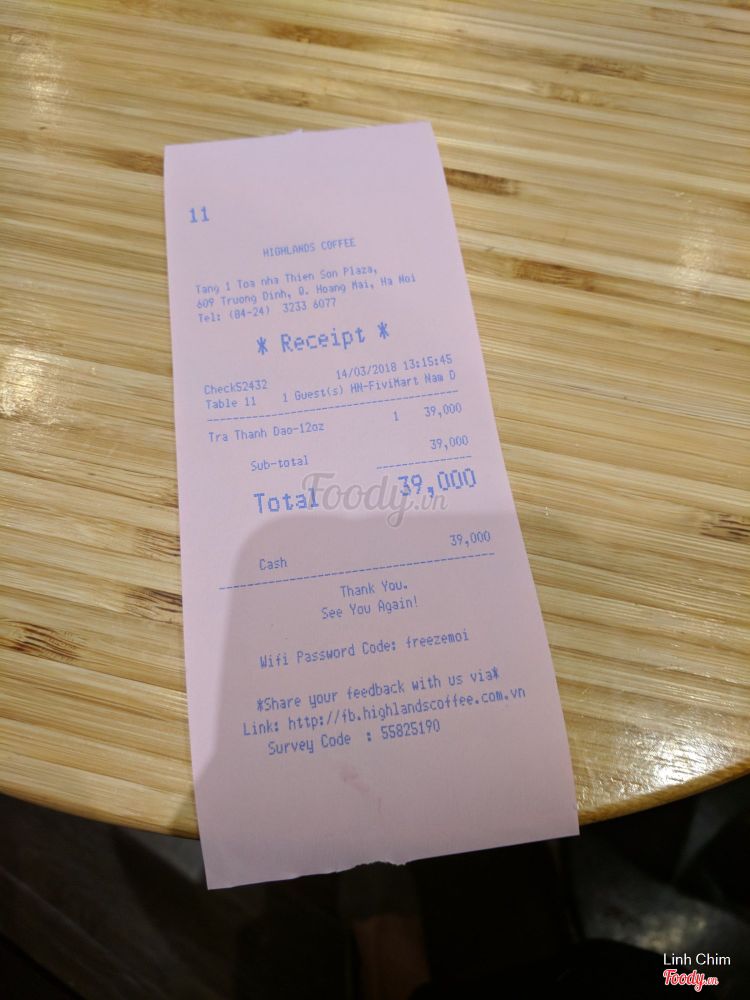 11
HIGHLANDS COFFEE
Tang 1 Toa nha Thien Son Plaza,
609 Truong Dinh, Q. Hoang Mai, Ha Noi
Tel: (84-24) 3233 6077
* Receipt *
Check52432 14/03/2018 13:15:45
Table 11 1 Guest(s) HN-FiviMart Nam D
Tra Thanh Dao-12oz 1 39,000
Sub-total 39,000
Total 39,000
Foody.vn
Cash 39,000
Thank You.
See You Again!
Wifi Password Code: freezemoi
*Share your feedback with us via*
Link: http://fb.highlandscoffee.com.vn
Survey Code : 55825190
Linh Chim
Foody.vn